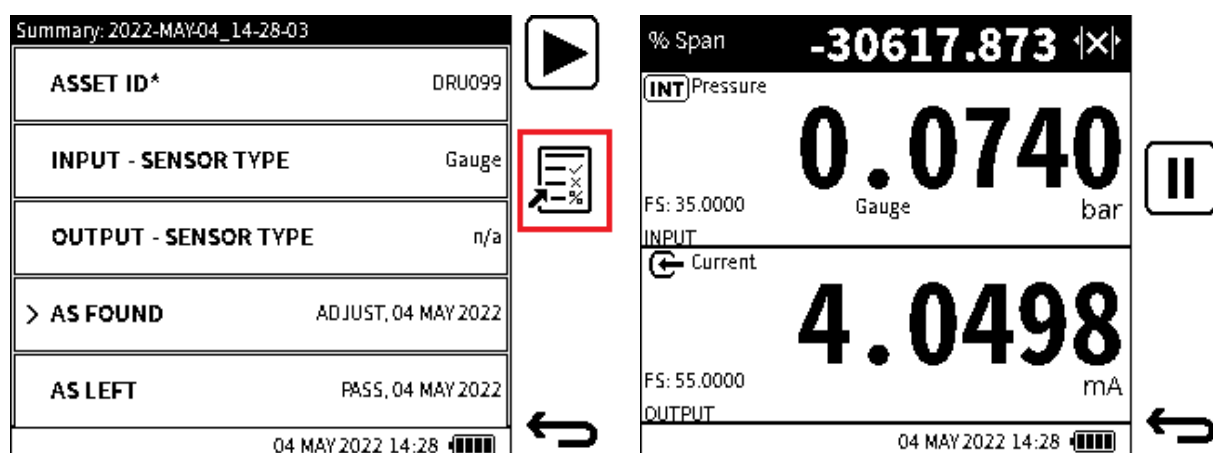 Summary: 2022-MAY-04_14-28-03
ASSET ID* DRU099
INPUT - SENSOR TYPE Gauge
OUTPUT - SENSOR TYPE n/a
> AS FOUND ADJUST, 04 MAY 2022
AS LEFT PASS, 04 MAY 2022
04 MAY 2022 14:28
% Span -30617.873
INT Pressure
0.0740
FS: 35.0000 Gauge bar
INPUT
Current
4.0498
FS: 55.0000 mA
OUTPUT
04 MAY 2022 14:28